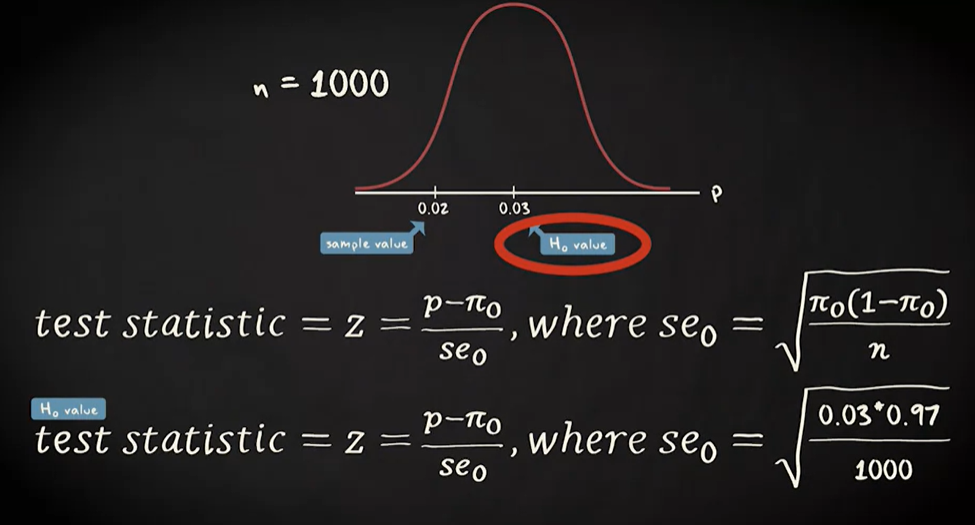 n = 1000
p
0.02 0.03
sample value H₀ value
test statistic = z = p−π₀ / se₀ , where se₀ = √(π₀(1−π₀) / n)
H₀ value
test statistic = z = p−π₀ / se₀ , where se₀ = √(0.03*0.97 / 1000)